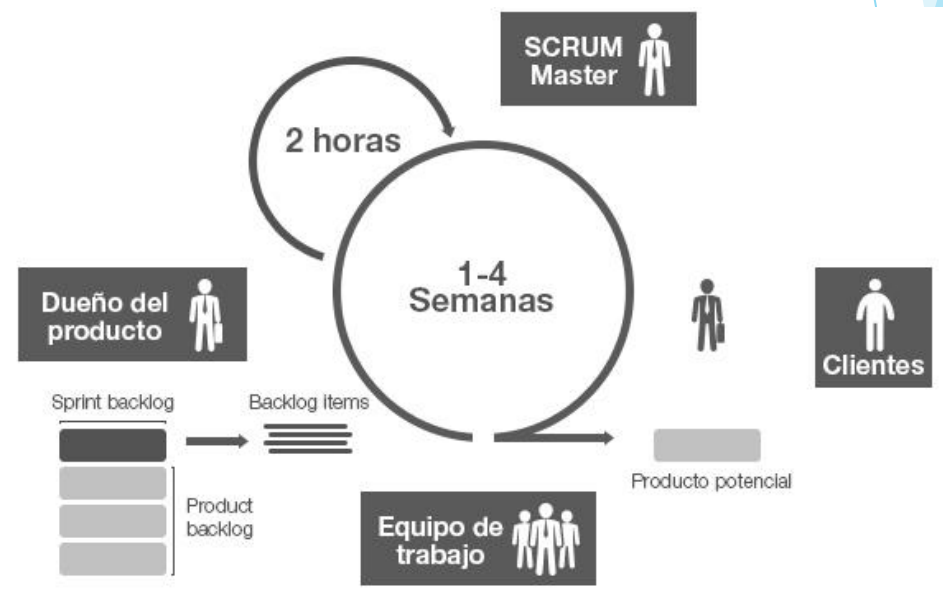 SCRUM
Master
2 horas
1-4
Semanas
Dueño del
producto
Clientes
Sprint backlog
Backlog items
Product
backlog
Producto potencial
Equipo de
trabajo